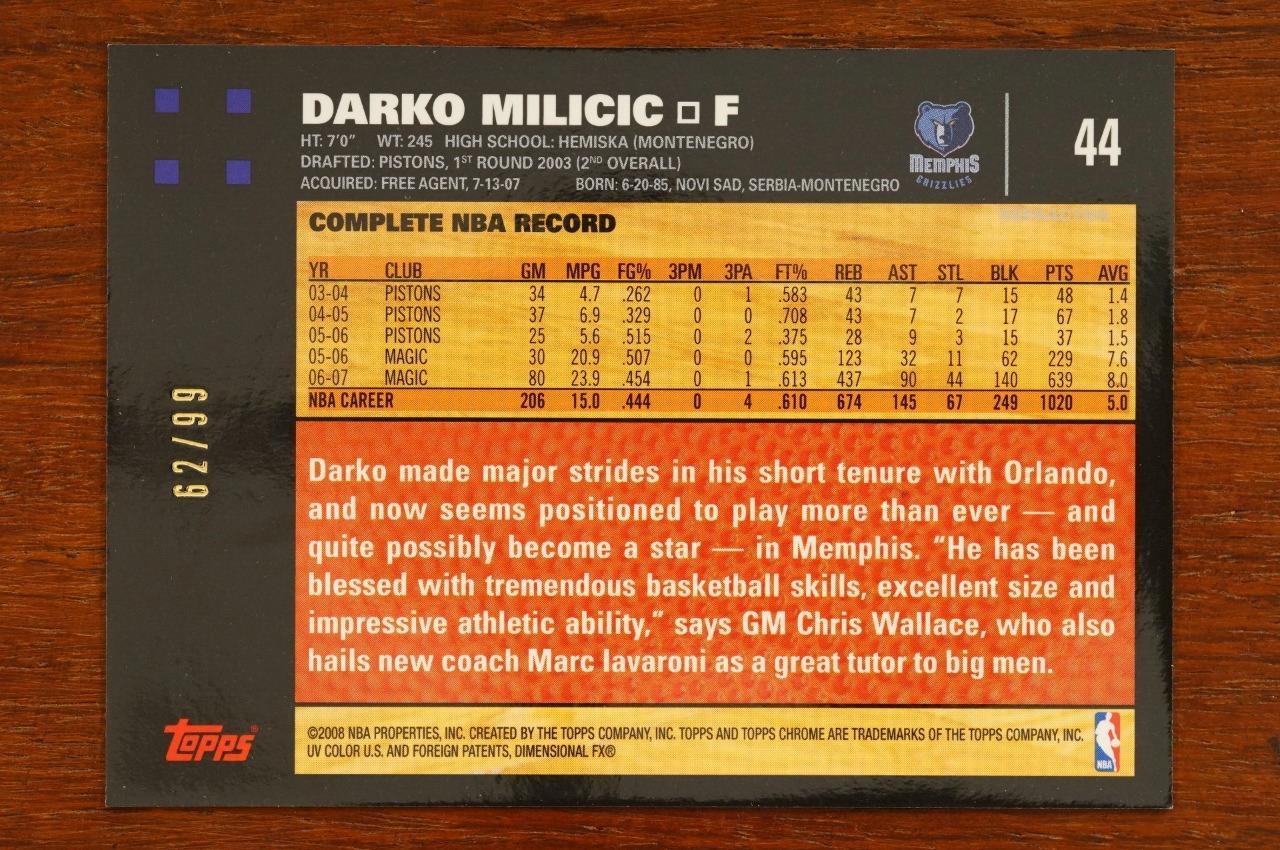 DARKO MILICIC □ F
HT: 7'0" WT: 245 HIGH SCHOOL: HEMISKA (MONTENEGRO)
DRAFTED: PISTONS, 1ST ROUND 2003 (2ND OVERALL)
ACQUIRED: FREE AGENT, 7-13-07 BORN: 6-20-85, NOVI SAD, SERBIA-MONTENEGRO
MEMPHIS
GRIZZLIES
44
REFRACTOR
COMPLETE NBA RECORD
YR CLUB GM MPG FG% 3PM 3PA FT% REB AST STL BLK PTS AVG
03-04 PISTONS 34 4.7 .262 0 1 .583 43 7 7 15 48 1.4
04-05 PISTONS 37 6.9 .329 0 0 .708 43 7 2 17 67 1.8
05-06 PISTONS 25 5.6 .515 0 2 .375 28 9 3 15 37 1.5
05-06 MAGIC 30 20.9 .507 0 0 .595 123 32 11 62 229 7.6
06-07 MAGIC 80 23.9 .454 0 1 .613 437 90 44 140 639 8.0
NBA CAREER 206 15.0 .444 0 4 .610 674 145 67 249 1020 5.0
62/99
Darko made major strides in his short tenure with Orlando,
and now seems positioned to play more than ever — and
quite possibly become a star — in Memphis. "He has been
blessed with tremendous basketball skills, excellent size and
impressive athletic ability," says GM Chris Wallace, who also
hails new coach Marc Iavaroni as a great tutor to big men.
topps®
©2008 NBA PROPERTIES, INC. CREATED BY THE TOPPS COMPANY, INC. TOPPS AND TOPPS CHROME ARE TRADEMARKS OF THE TOPPS COMPANY, INC.
UV COLOR U.S. AND FOREIGN PATENTS, DIMENSIONAL FX®
NBA